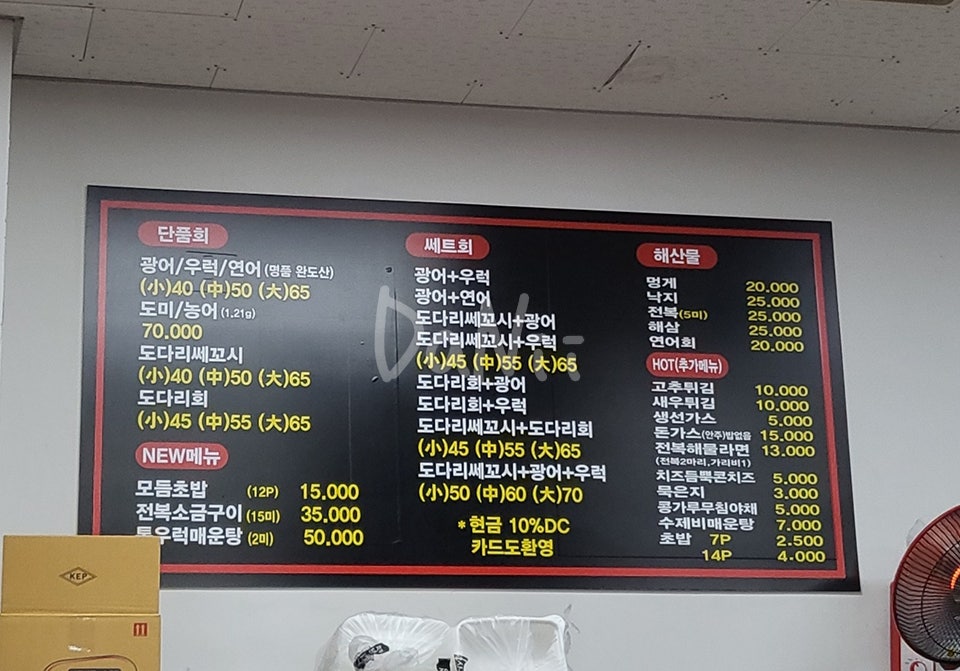 단품회
광어/우럭/연어 (명품 완도산)
(小)40 (中)50 (大)65
도미/농어 (1.21g)
70.000
도다리쎄꼬시
(小)40 (中)50 (大)65
도다리회
(小)45 (中)55 (大)65
NEW메뉴
모듬초밥 (12P) 15.000
전복소금구이 (15미) 35.000
통우럭매운탕 (2미) 50.000
쎄트회
광어+우럭
광어+연어
도다리쎄꼬시+광어
도다리쎄꼬시+우럭
(小)45 (中)55 (大)65
도다리회+광어
도다리회+우럭
도다리쎄꼬시+도다리회
(小)45 (中)55 (大)65
도다리쎄꼬시+광어+우럭
(小)50 (中)60 (大)70
*현금 10%DC
카드도환영
해산물
멍게 20.000
낙지 25.000
전복(5미) 25.000
해삼 25.000
연어회 20.000
HOT(추가메뉴)
고추튀김 10.000
새우튀김 10.000
생선가스 5.000
돈가스(안주)밥없음 15.000
전복해물라면 13.000
(전복2마리,가리비1)
치즈듬뿍콘치즈 5.000
묵은지 3.000
콩가루무침야채 5.000
수제비매운탕 7.000
초밥 7P 2.500
14P 4.000
KEP